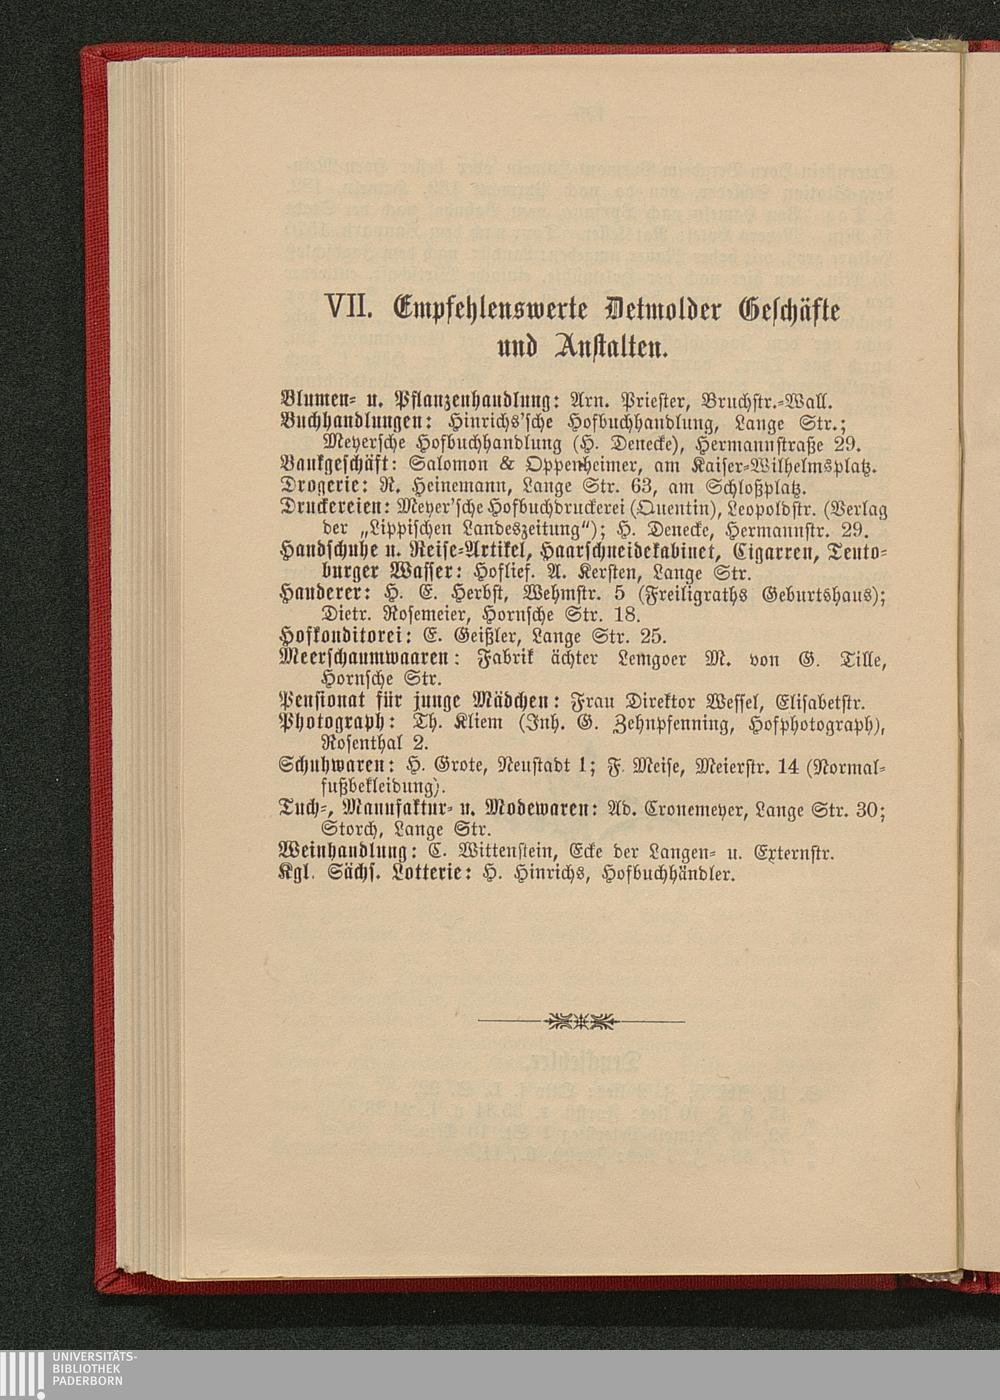 VII. Empfehlenswerte Detmolder Geschäfte
und Anstalten.
Blumen- u. Pflanzenhandlung: Arn. Priester, Bruchstr.-Wall.
Buchhandlungen: Hinrichs'sche Hofbuchhandlung, Lange Str.;
Meyersche Hofbuchhandlung (H. Denecke), Hermannstraße 29.
Bankgeschäft: Salomon & Oppenheimer, am Kaiser-Wilhelmsplatz.
Drogerie: R. Heinemann, Lange Str. 63, am Schloßplatz.
Druckereien: Meyer'sche Hofbuchdruckerei (Quentin), Leopoldstr. (Verlag
der „Lippischen Landeszeitung“); H. Denecke, Hermannstr. 29.
Handschuhe u. Reise-Artikel, Haarschneidekabinet, Cigarren, Teuto-
burger Wasser: Hoflief. A. Kersten, Lange Str.
Hauderer: H. E. Herbst, Wehmstr. 5 (Freiligraths Geburtshaus);
Dietr. Rosemeier, Hornsche Str. 18.
Hofkonditorei: E. Geißler, Lange Str. 25.
Meerschaumwaaren: Fabrik ächter Lemgoer M. von G. Tille,
Hornsche Str.
Pensionat für junge Mädchen: Frau Direktor Wessel, Elisabetstr.
Photograph: Th. Kliem (Inh. G. Zehnpfenning, Hofphotograph),
Rosenthal 2.
Schuhwaren: H. Grote, Neustadt 1; F. Meise, Meierstr. 14 (Normal-
fußbekleidung).
Tuch-, Manufaktur- u. Modewaren: Ad. Cronemeyer, Lange Str. 30;
Storch, Lange Str.
Weinhandlung: C. Wittenstein, Ecke der Langen- u. Externstr.
Kgl. Sächs. Lotterie: H. Hinrichs, Hofbuchhändler.
UNIVERSITÄTS-
BIBLIOTHEK
PADERBORN